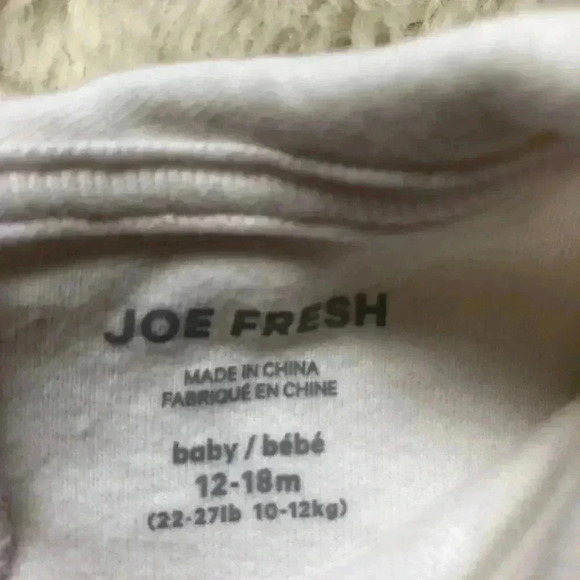 JOE FRESH
MADE IN CHINA
FABRIQUÉ EN CHINE
baby / bébé
12-18m
(22-27lb 10-12kg)